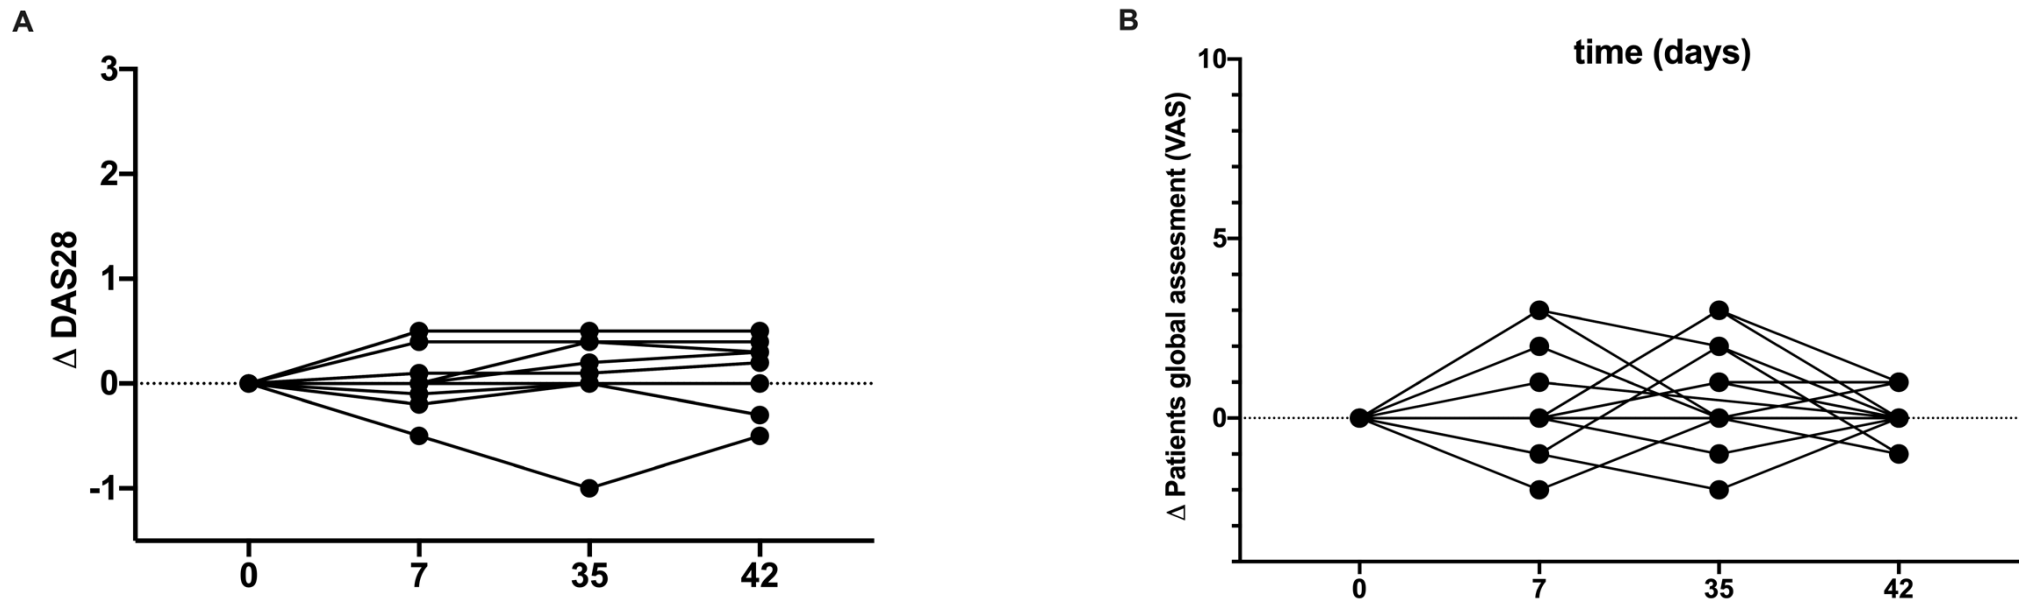 A
3
2
1
0
-1
Δ DAS28
0 7 35 42
B
time (days)
10
5
0
Δ Patients global assesment (VAS)
0 7 35 42